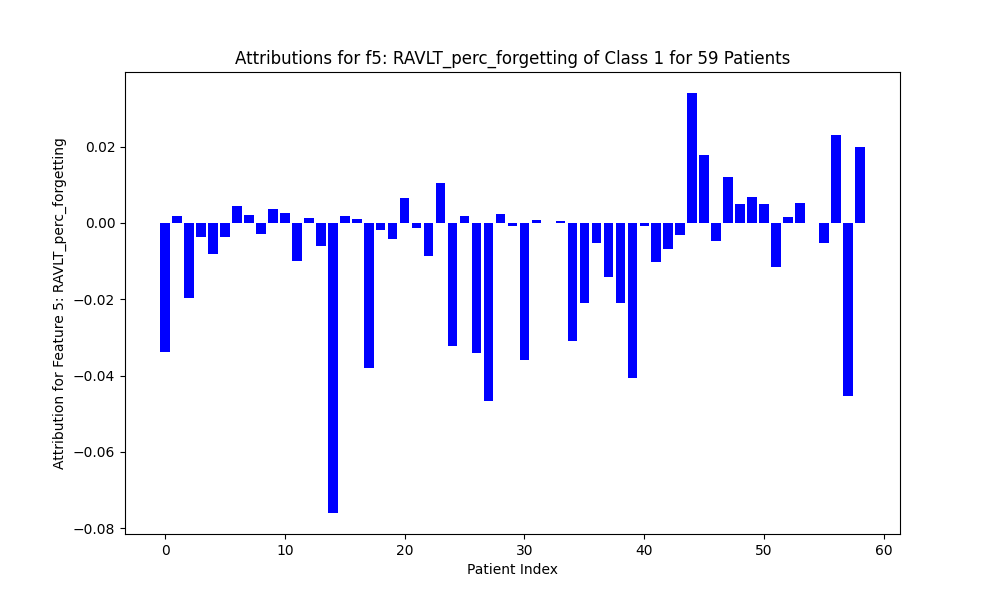 Attributions for f5: RAVLT_perc_forgetting of Class 1 for 59 Patients
Attribution for Feature 5: RAVLT_perc_forgetting
0.02
0.00
−0.02
−0.04
−0.06
−0.08
0 10 20 30 40 50 60
Patient Index